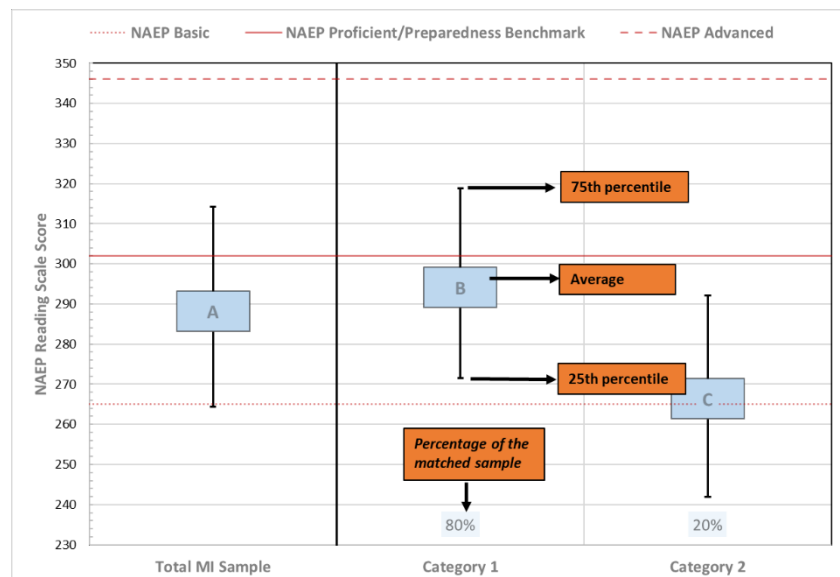 NAEP Basic NAEP Proficient/Preparedness Benchmark NAEP Advanced
NAEP Reading Scale Score
350
340
330
320
310
300
290
280
270
260
250
240
230
75th percentile
A
B
Average
25th percentile
C
Percentage of the
matched sample
80%
20%
Total MI Sample
Category 1
Category 2